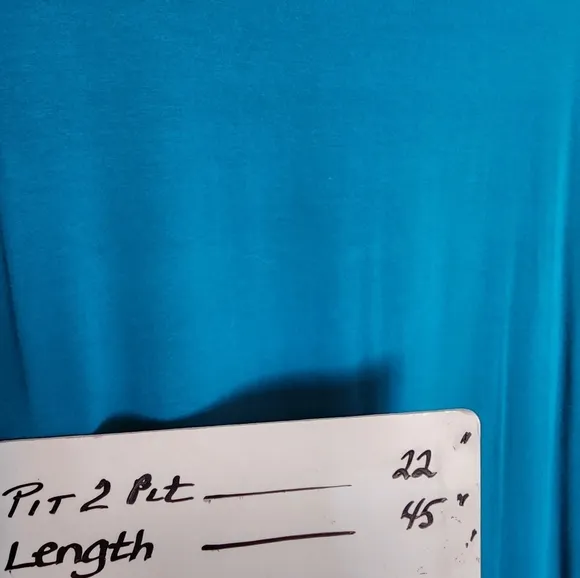 PIT 2 Pit — 22 "
Length — 45 "